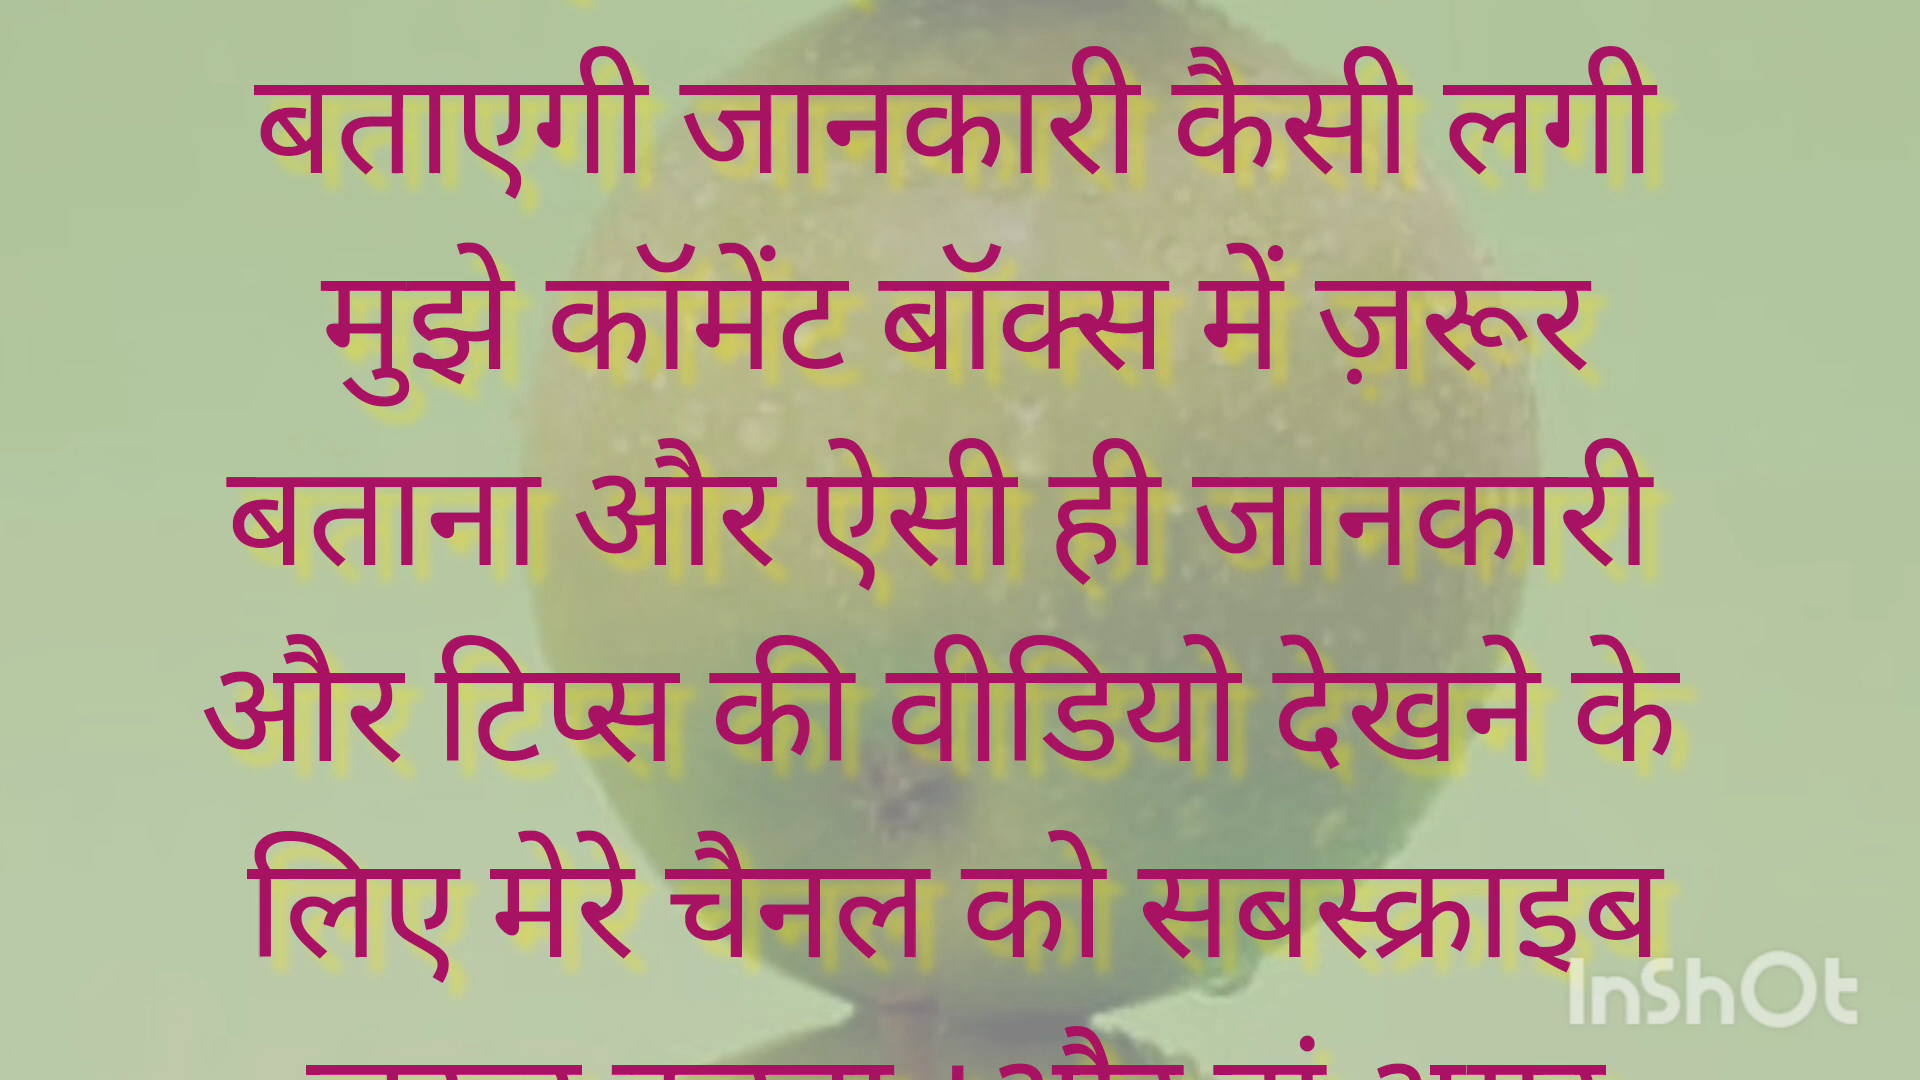 बताएगी जानकारी कैसी लगी
मुझे कॉमेंट बॉक्स में ज़रूर
बताना और ऐसी ही जानकारी
और टिप्स की वीडियो देखने के
लिए मेरे चैनल को सबस्क्राइब
InShOt